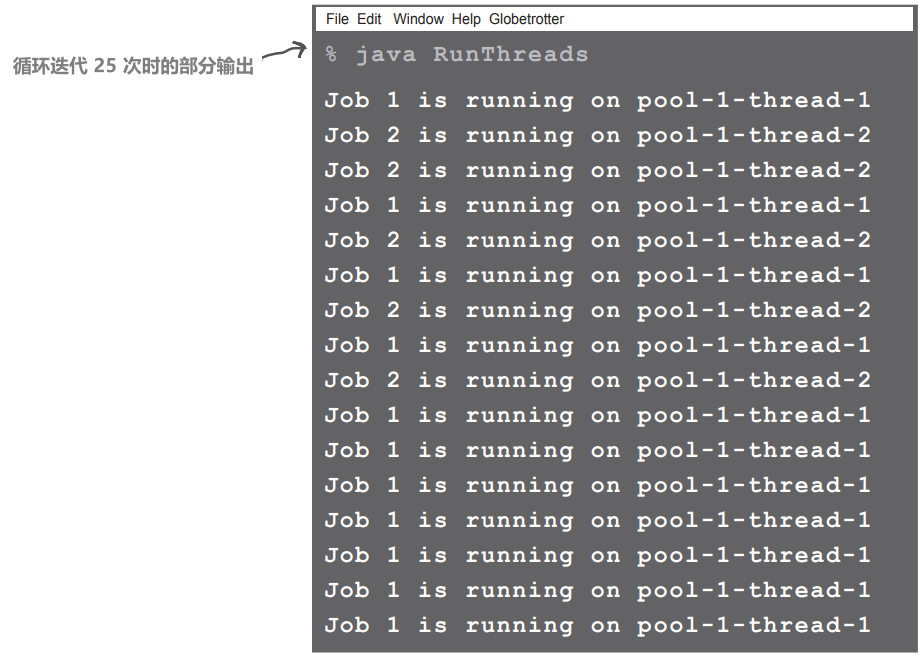 File Edit Window Help Globetrotter
循环迭代 25 次时的部分输出
% java RunThreads
Job 1 is running on pool-1-thread-1
Job 2 is running on pool-1-thread-2
Job 2 is running on pool-1-thread-2
Job 1 is running on pool-1-thread-1
Job 2 is running on pool-1-thread-2
Job 1 is running on pool-1-thread-1
Job 2 is running on pool-1-thread-2
Job 1 is running on pool-1-thread-1
Job 2 is running on pool-1-thread-2
Job 1 is running on pool-1-thread-1
Job 1 is running on pool-1-thread-1
Job 1 is running on pool-1-thread-1
Job 1 is running on pool-1-thread-1
Job 1 is running on pool-1-thread-1
Job 1 is running on pool-1-thread-1
Job 1 is running on pool-1-thread-1